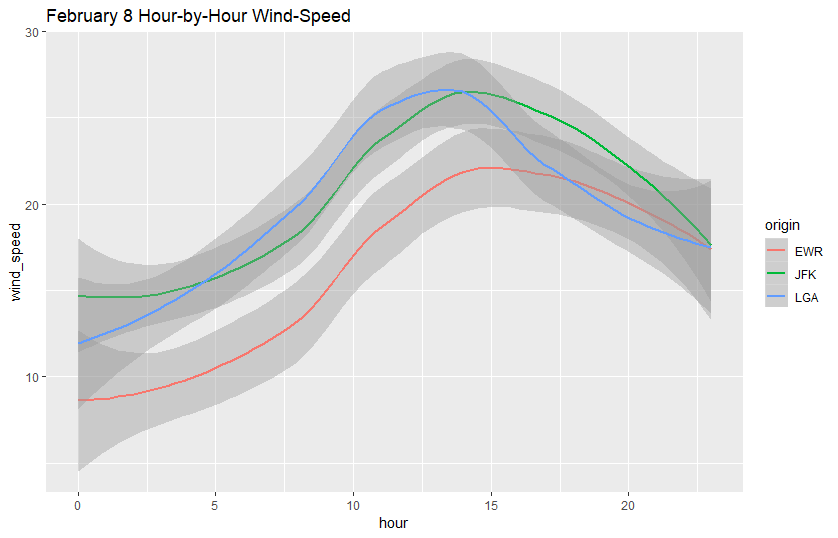 February 8 Hour-by-Hour Wind-Speed
30
20
10
wind_speed
0 5 10 15 20
hour
origin
EWR
JFK
LGA